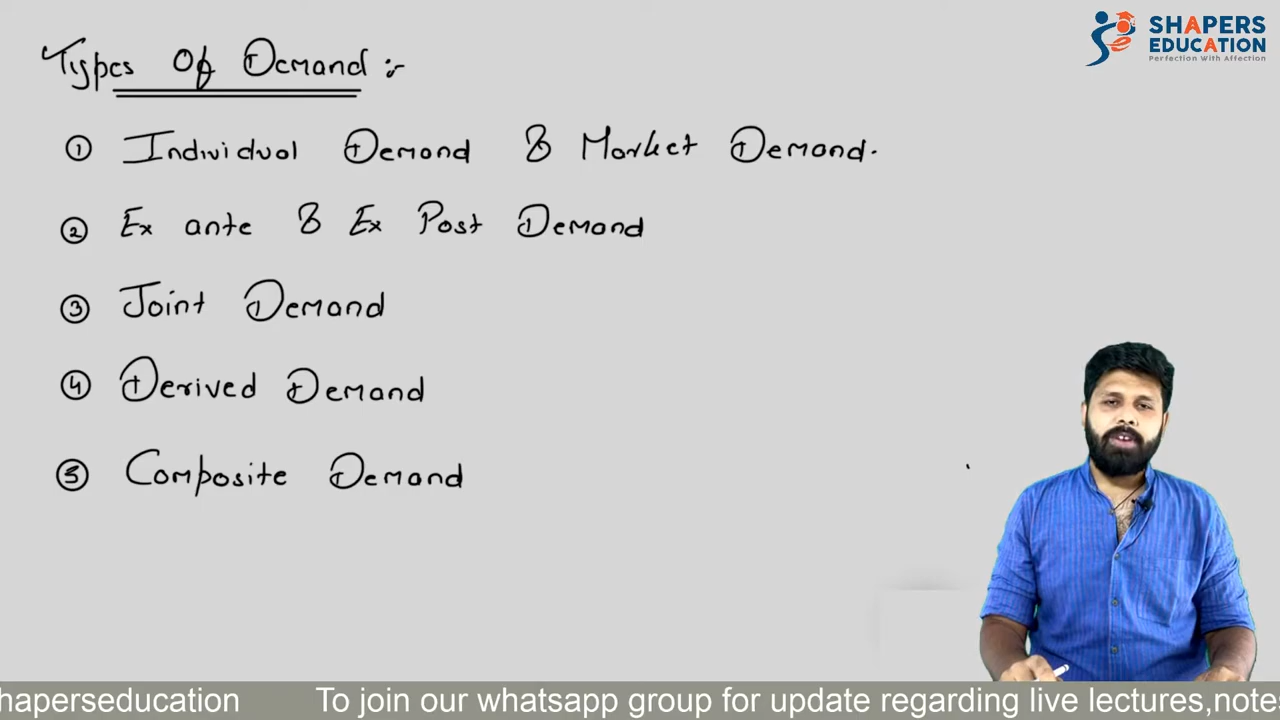 SHAPERS
EDUCATION
Perfection With Affection
Types Of Demand :-
① Individual Demand & Market Demand.
② Ex ante & Ex Post Demand
③ Joint Demand
④ Derived Demand
⑤ Composite Demand
haperseducation To join our whatsapp group for update regarding live lectures,note